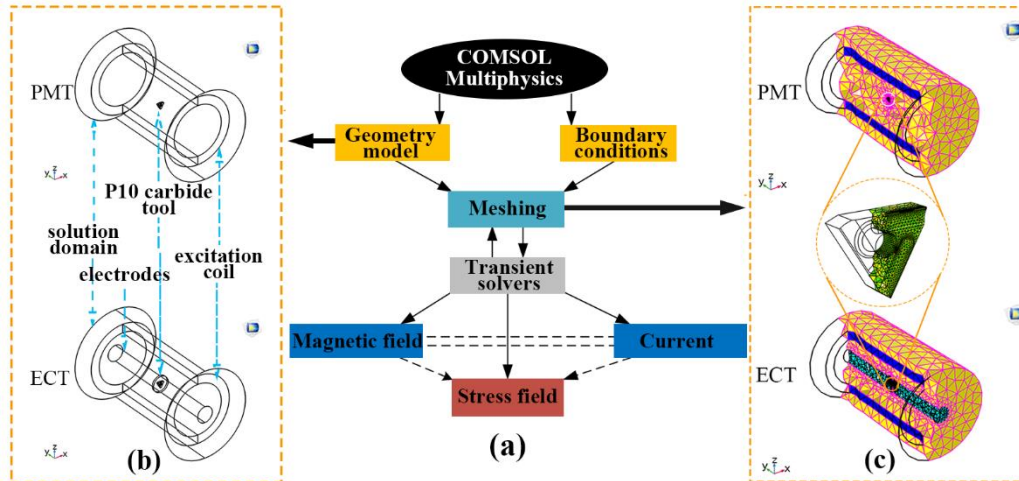 PMT
y z x
P10 carbide
tool
solution
domain
electrodes
excitation
coil
ECT
y z x
(b)
COMSOL
Multiphysics
Geometry
model
Boundary
conditions
Meshing
Transient
solvers
Magnetic field
Current
Stress field
(a)
PMT
y z x
ECT
y z x
(c)